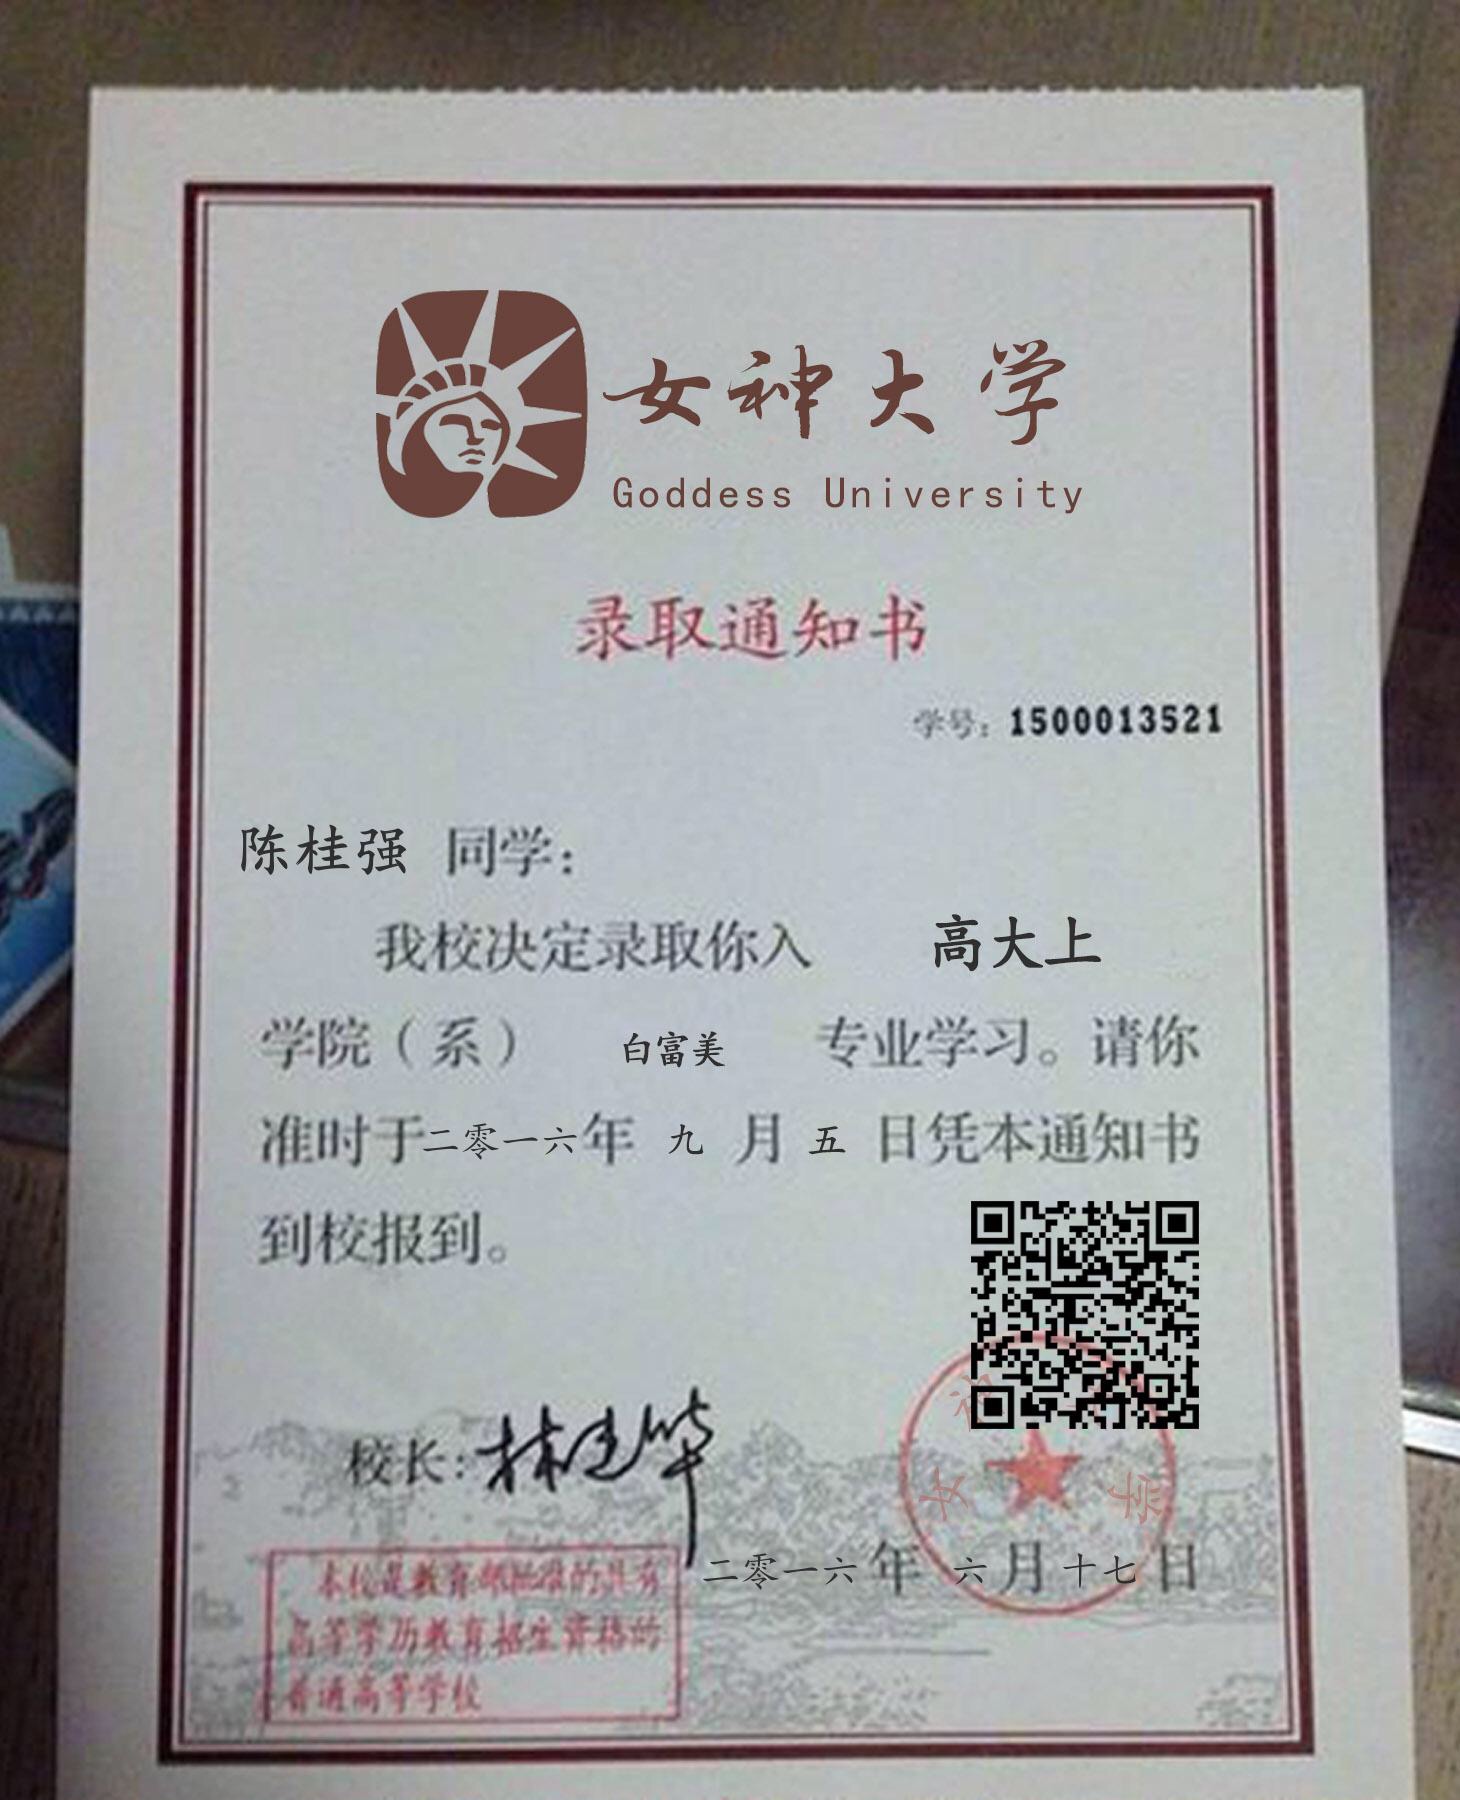 女神大学
Goddess University
录取通知书
学号：1500013521
陈桂强 同学：
我校决定录取你入 高大上
学院（系） 白富美 专业学习。请你
准时于二零一六年 九 月 五 日凭本通知书
到校报到。
校长：林建华
女神 学
二零一六年 六 月 十七 日
本校是教育部批准的具有
高等学历教育招生资格的
普通高等学校